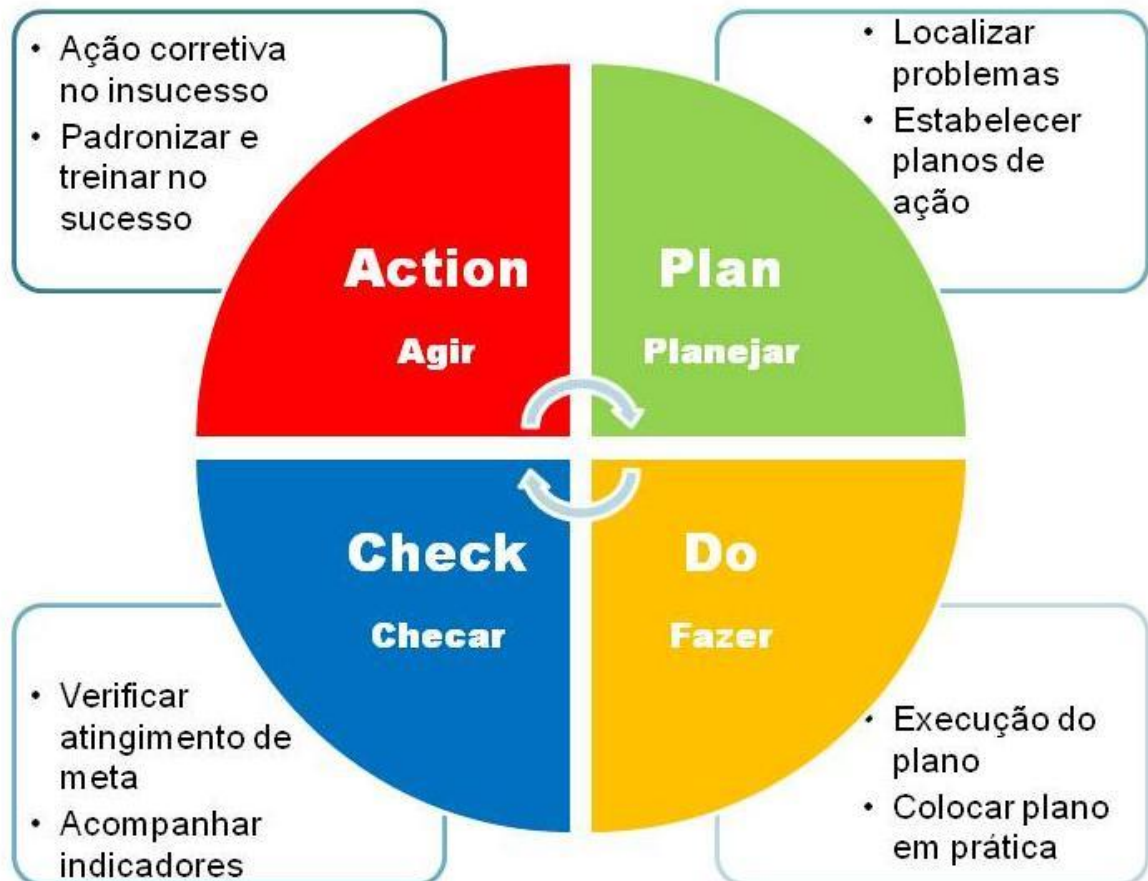 • Ação corretiva
no insucesso
• Padronizar e
treinar no
sucesso
• Localizar
problemas
• Estabelecer
planos de
ação
Action
Agir
Plan
Planejar
Check
Checar
Do
Fazer
• Verificar
atingimento de
meta
• Acompanhar
indicadores
• Execução do
plano
• Colocar plano
em prática